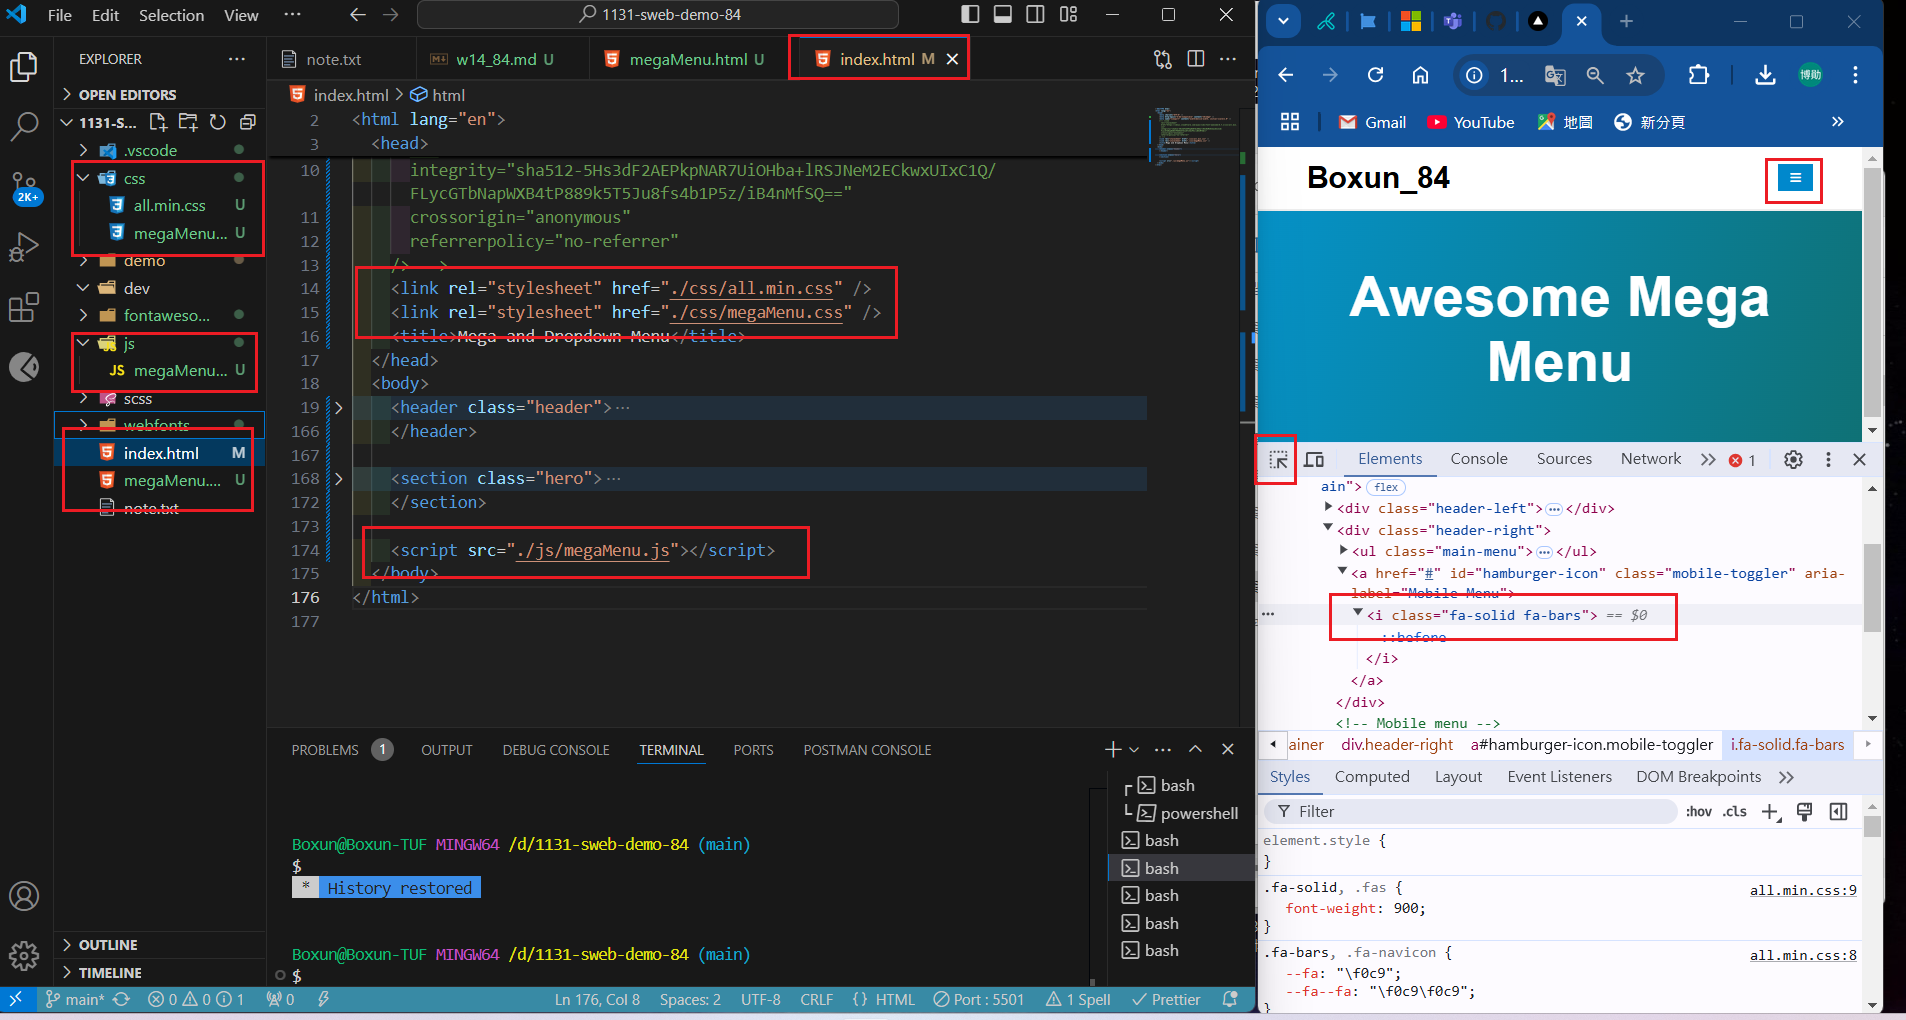 File Edit Selection View ··· 1131-sweb-demo-84
EXPLORER ···
OPEN EDITORS
1131-S...
.vscode
css
all.min.css U
megaMenu... U
demo
dev
fontaweso...
js
JS megaMenu... U
scss
webfonts
index.html M
megaMenu.... U
note.txt
OUTLINE
TIMELINE
2K+
note.txt
w14_84.md U
megaMenu.html U
index.html M
index.html > html
2 <html lang="en">
3 <head>
10 integrity="sha512-5Hs3dF2AEPkpNAR7UiOHba+lRSJNeM2ECkwxUIxC1Q/
FLycGTbNapWXB4tP889k5T5Ju8fs4b1P5z/iB4nMfSQ=="
11 crossorigin="anonymous"
12 referrerpolicy="no-referrer"
13 /> -->
14 <link rel="stylesheet" href="./css/all.min.css" />
15 <link rel="stylesheet" href="./css/megaMenu.css" />
16 <title>Mega and Dropdown Menu</title>
17 </head>
18 <body>
19 <header class="header">···
166 </header>
167
168 <section class="hero">···
172 </section>
173
174 <script src="./js/megaMenu.js"></script>
175 </body>
176 </html>
177
PROBLEMS 1 OUTPUT DEBUG CONSOLE TERMINAL PORTS POSTMAN CONSOLE
Boxun@Boxun-TUF MINGW64 /d/1131-sweb-demo-84 (main)
$
* History restored
Boxun@Boxun-TUF MINGW64 /d/1131-sweb-demo-84 (main)
$
bash
powershell
bash
bash
bash
bash
bash
main* 0 0 1 0 Ln 176, Col 8 Spaces: 2 UTF-8 CRLF {} HTML Port : 5501 1 Spell Prettier
1... 博勛
Gmail YouTube 地圖 新分頁
Boxun_84
Awesome Mega
Menu
Elements Console Sources Network 1
ain"> flex
<div class="header-left">…</div>
<div class="header-right">
<ul class="main-menu">…</ul>
<a href="#" id="hamburger-icon" class="mobile-toggler" aria-
label="Mobile Menu">
<i class="fa-solid fa-bars"> == $0
::before
</i>
</a>
</div>
<!-- Mobile menu -->
ainer div.header-right a#hamburger-icon.mobile-toggler i.fa-solid.fa-bars
Styles Computed Layout Event Listeners DOM Breakpoints
Filter :hov .cls
element.style {
}
.fa-solid, .fas { all.min.css:9
font-weight: 900;
}
.fa-bars, .fa-navicon { all.min.css:8
--fa: "\f0c9";
--fa--fa: "\f0c9\f0c9";
}